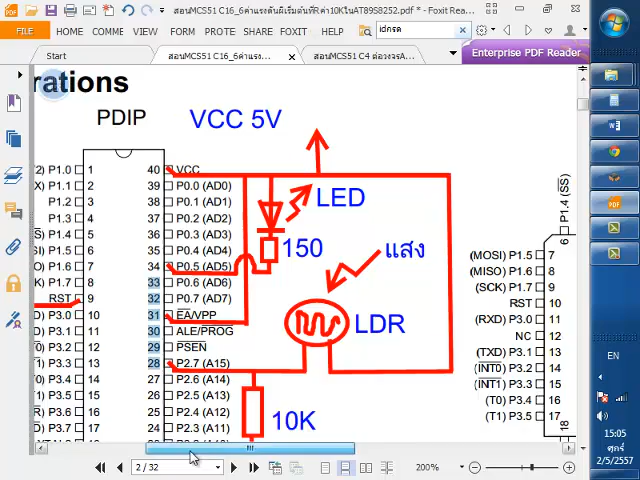 สอนMCS51 C16_6ค่าแรงดันมิเริ่มต้นที่ค่า10KในAT89S8252.pdf * - Foxit Rea...
idกรด
FILE
HOME
COMME
VIEW
FORM
PROTE
SHARE
HELP
Start
สอนMCS51 C16_6ค่าแรง...
สอนMCS51 C4 ต่อวงจรA...
Enterprise PDF Reader
rations
PDIP
VCC 5V
P1.0 1 40 VCC
P1.1 2 39 P0.0 (AD0)
P1.2 3 38 P0.1 (AD1)
P1.3 4 37 P0.2 (AD2)
P1.4 5 36 P0.3 (AD3)
P1.5 6 35 P0.4 (AD4)
P1.6 7 34 P0.5 (AD5)
P1.7 8 33 P0.6 (AD6)
RST 9 32 P0.7 (AD7)
P3.0 10 31 EA/VPP
P3.1 11 30 ALE/PROG
P3.2 12 29 PSEN
P3.3 13 28 P2.7 (A15)
P3.4 14 27 P2.6 (A14)
P3.5 15 26 P2.5 (A13)
P3.6 16 25 P2.4 (A12)
P3.7 17 24 P2.3 (A11)
LED
150
แสง
LDR
10K
P1.4 (SS)
6
(MOSI) P1.5 7
(MISO) P1.6 8
(SCK) P1.7 9
RST 10
(RXD) P3.0 11
NC 12
(TXD) P3.1 13
(INT0) P3.2 14
(INT1) P3.3 15
(T0) P3.4 16
(T1) P3.5 17
18
2 / 32
200%
EN
15:05
ศุกร์
2/5/2557